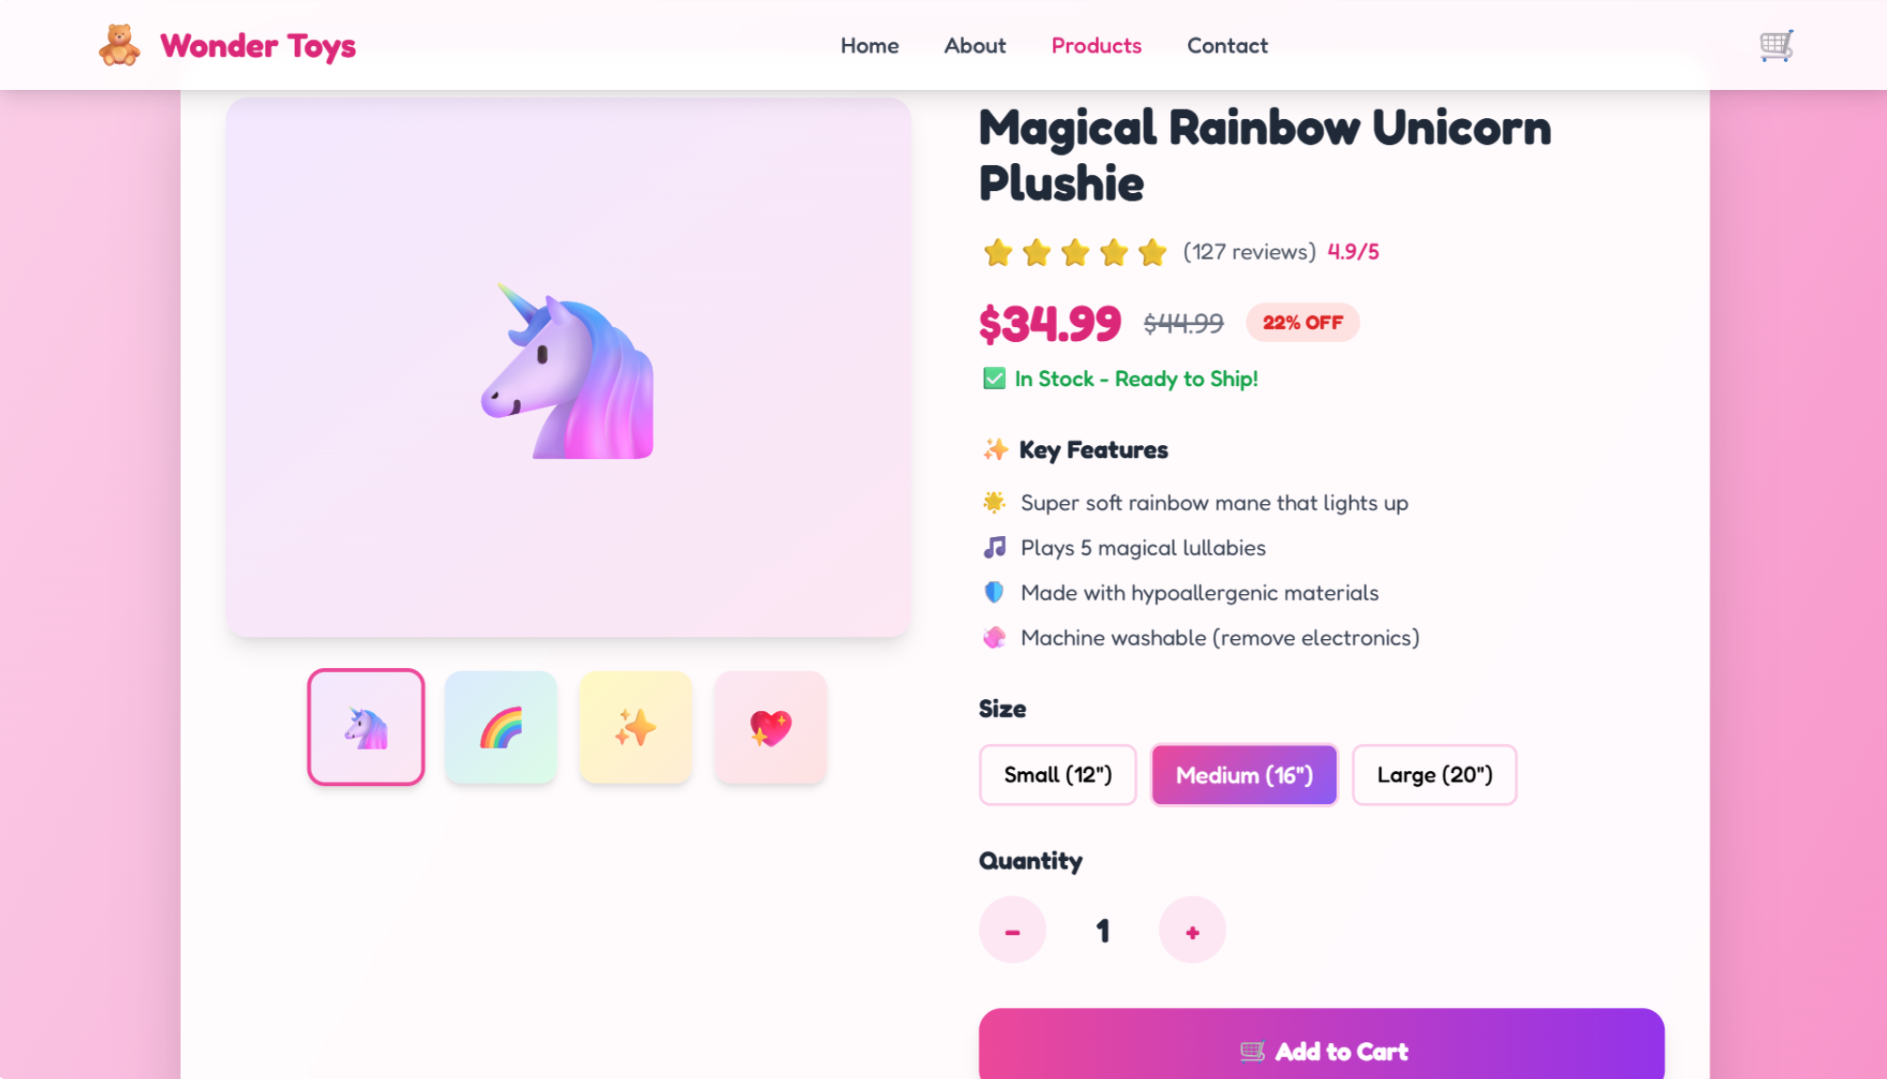 Wonder Toys
Home
About
Products
Contact
Magical Rainbow Unicorn
Plushie
(127 reviews) 4.9/5
$34.99 $44.99 22% OFF
In Stock - Ready to Ship!
Key Features
Super soft rainbow mane that lights up
Plays 5 magical lullabies
Made with hypoallergenic materials
Machine washable (remove electronics)
Size
Small (12")
Medium (16")
Large (20")
Quantity
- 1 +
Add to Cart